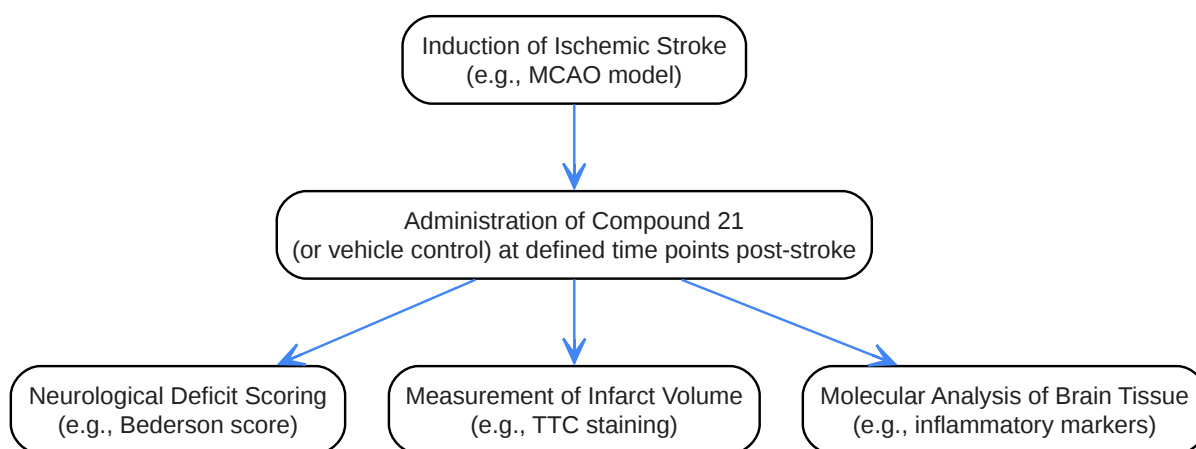 Induction of Ischemic Stroke
(e.g., MCAO model)
Administration of Compound 21
(or vehicle control) at defined time points post-stroke
Neurological Deficit Scoring
(e.g., Bederson score)
Measurement of Infarct Volume
(e.g., TTC staining)
Molecular Analysis of Brain Tissue
(e.g., inflammatory markers)